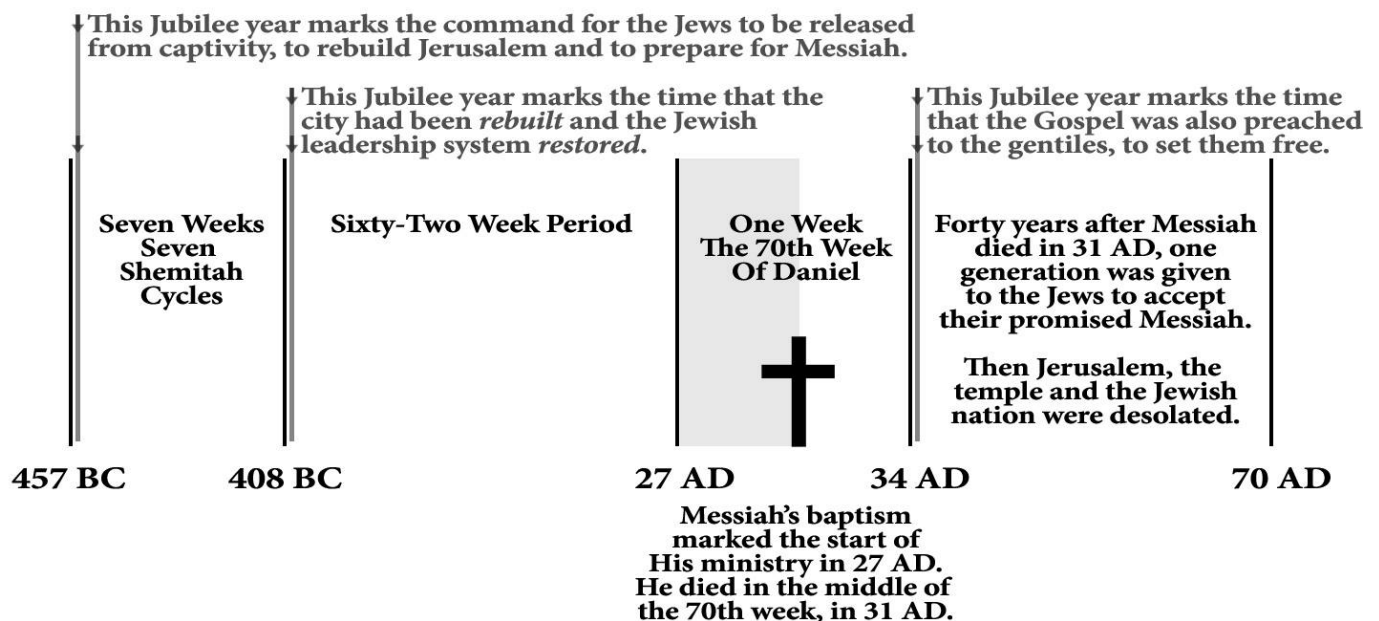 This Jubilee year marks the command for the Jews to be released
from captivity, to rebuild Jerusalem and to prepare for Messiah.
This Jubilee year marks the time that the
city had been rebuilt and the Jewish
leadership system restored.
This Jubilee year marks the time
that the Gospel was also preached
to the gentiles, to set them free.
Seven Weeks
Seven
Shemitah
Cycles
Sixty-Two Week Period
One Week
The 70th Week
Of Daniel
Forty years after Messiah
died in 31 AD, one
generation was given
to the Jews to accept
their promised Messiah.
Then Jerusalem, the
temple and the Jewish
nation were desolated.
457 BC
408 BC
27 AD
34 AD
70 AD
Messiah’s baptism
marked the start of
His ministry in 27 AD.
He died in the middle of
the 70th week, in 31 AD.